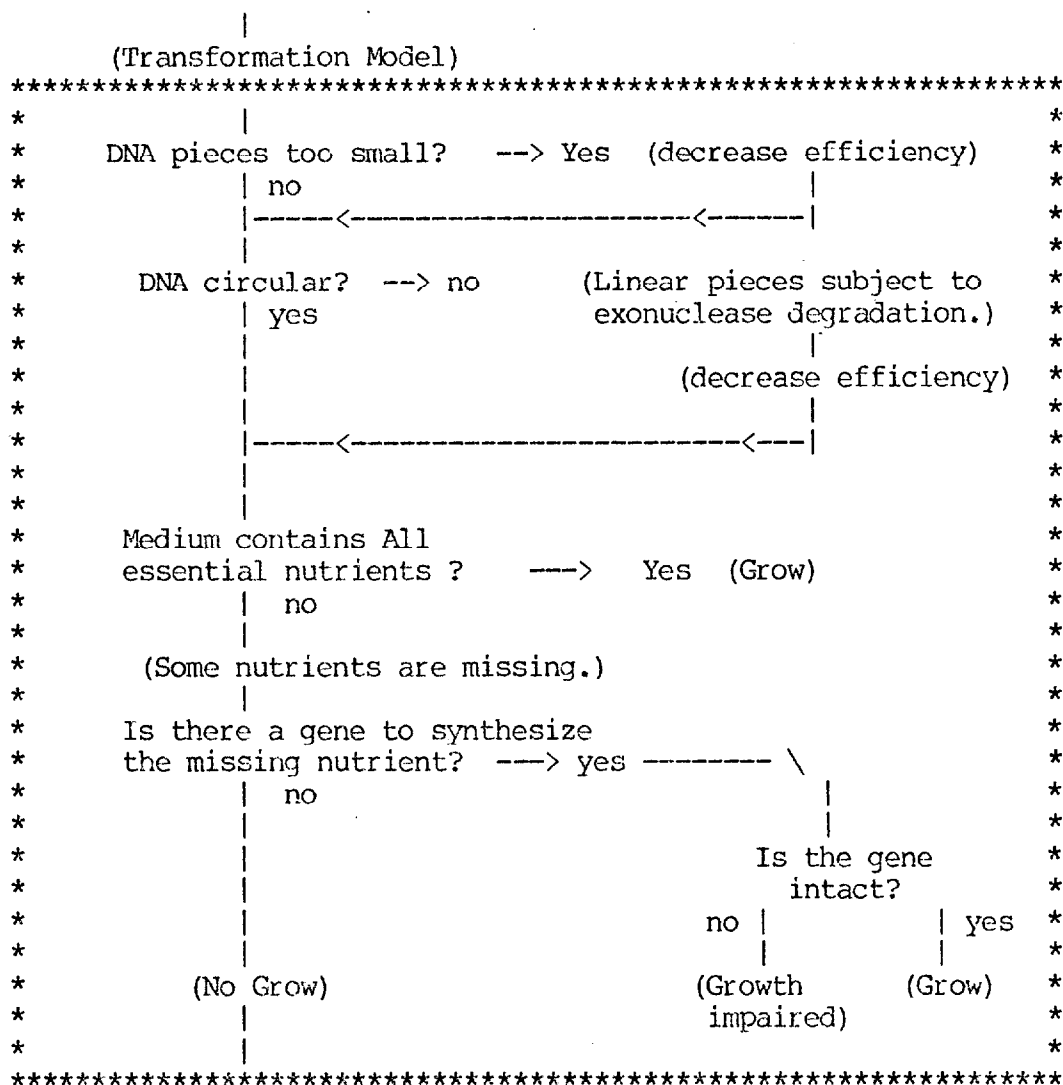 (Transformation Model)
DNA pieces too small? --> Yes (decrease efficiency)
no
DNA circular? --> no (Linear pieces subject to
yes exonuclease degradation.)
(decrease efficiency)
Medium contains All
essential nutrients ? ---> Yes (Grow)
no
(Some nutrients are missing.)
Is there a gene to synthesize
the missing nutrient? ---> yes -------- \
no
Is the gene
intact?
no yes
(No Grow) (Growth (Grow)
impaired)